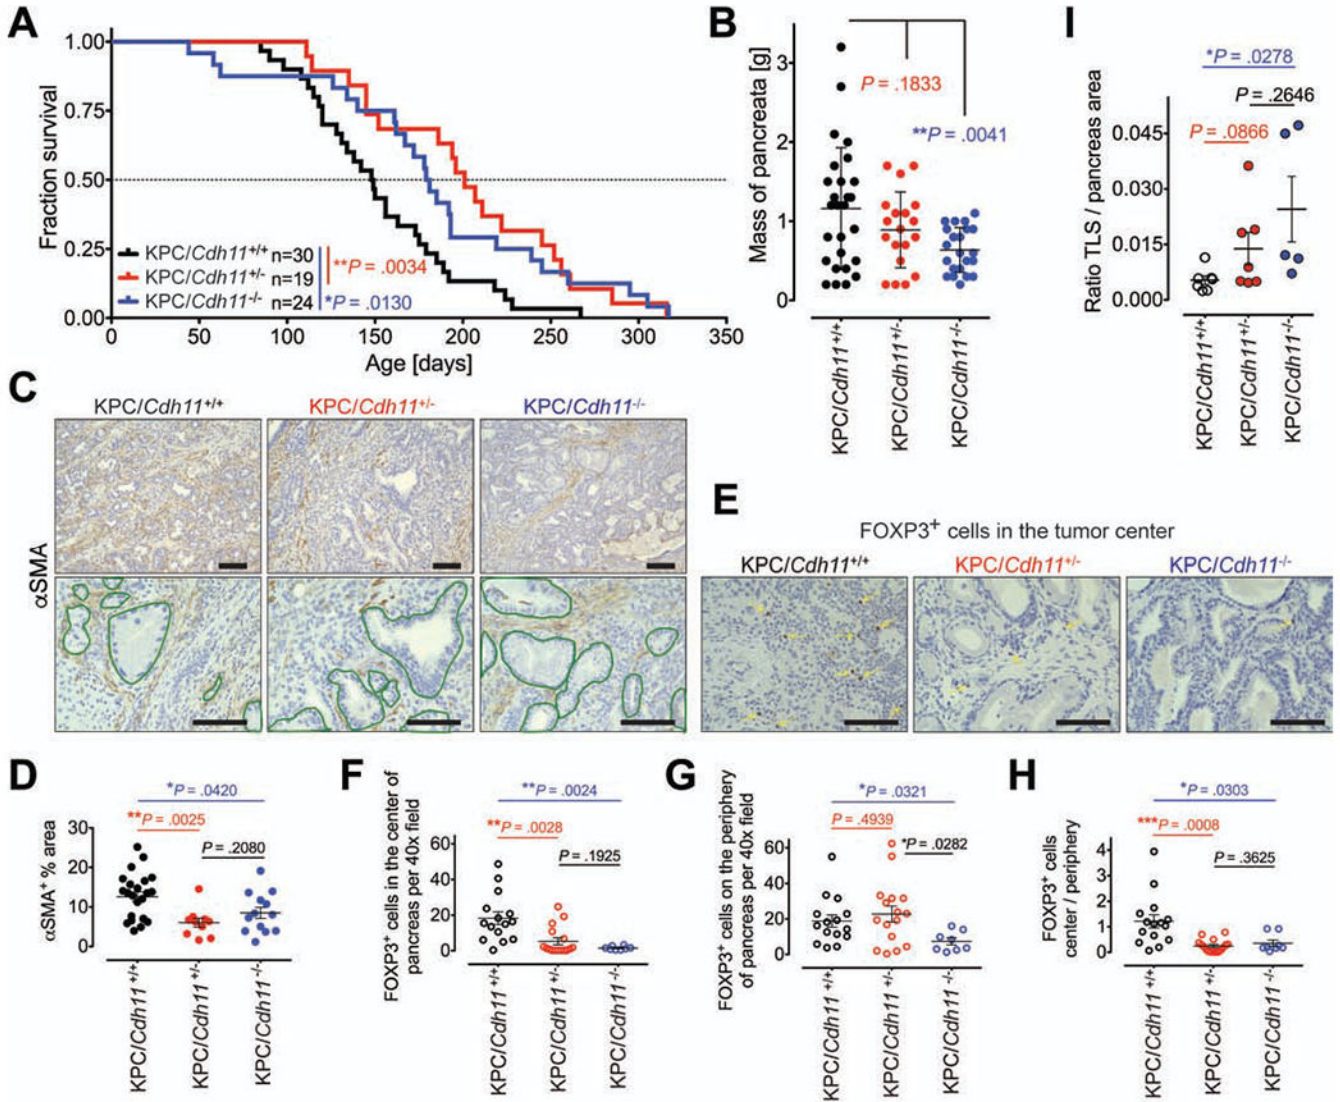 A
Fraction survival
1.00
0.75
0.50
0.25
0.00
KPC/Cdh11+/+ n=30
KPC/Cdh11+/- n=19
KPC/Cdh11-/- n=24
**P = .0034
*P = .0130
0 50 100 150 200 250 300 350
Age [days]
B
Mass of pancreata [g]
3
2
1
0
P = .1833
**P = .0041
KPC/Cdh11+/+
KPC/Cdh11+/-
KPC/Cdh11-/-
I
Ratio TLS / pancreas area
*P = .0278
P = .2646
P = .0866
0.045
0.030
0.015
0.000
KPC/Cdh11+/+
KPC/Cdh11+/-
KPC/Cdh11-/-
C
KPC/Cdh11+/+ KPC/Cdh11+/- KPC/Cdh11-/-
αSMA
E
FOXP3+ cells in the tumor center
KPC/Cdh11+/+ KPC/Cdh11+/- KPC/Cdh11-/-
D
αSMA+ % area
*P = .0420
**P = .0025
P = .2080
30
20
10
0
KPC/Cdh11+/+
KPC/Cdh11+/-
KPC/Cdh11-/-
F
FOXP3+ cells in the center of
pancreas per 40x field
**P = .0024
**P = .0028
P = .1925
60
40
20
0
KPC/Cdh11+/+
KPC/Cdh11+/-
KPC/Cdh11-/-
G
FOXP3+ cells on the periphery
of pancreas per 40x field
*P = .0321
P = .4939
*P = .0282
60
40
20
0
KPC/Cdh11+/+
KPC/Cdh11+/-
KPC/Cdh11-/-
H
FOXP3+ cells
center / periphery
*P = .0303
***P = .0008
P = .3625
4
3
2
1
0
KPC/Cdh11+/+
KPC/Cdh11+/-
KPC/Cdh11-/-